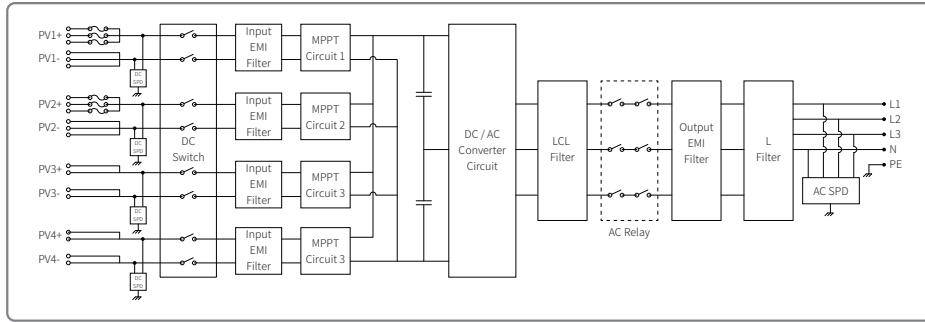 PV1+
PV1-
DC
SPD
PV2+
PV2-
DC
SPD
PV3+
PV3-
DC
SPD
PV4+
PV4-
DC
SPD
DC
Switch
Input
EMI
Filter
Input
EMI
Filter
Input
EMI
Filter
Input
EMI
Filter
MPPT
Circuit 1
MPPT
Circuit 2
MPPT
Circuit 3
MPPT
Circuit 3
DC / AC
Converter
Circuit
LCL
Filter
AC Relay
Output
EMI
Filter
L
Filter
L1
L2
L3
N
PE
AC SPD